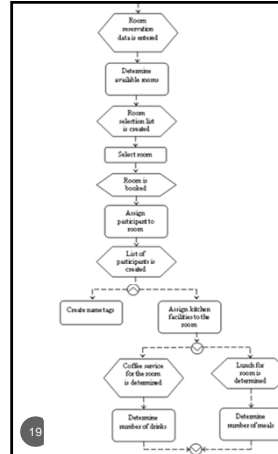 Room
reservation
data is entered
Determine
available rooms
Room
selection list
is created
Select room
Room is
booked
Assign
participant to
room
List of
participants is
created
Create name tags
Assign kitchen
facilities to the
room
Coffee service
for the room
is determined
Lunch for
room is
determined
Determine
number of drinks
Determine
number of meals
19